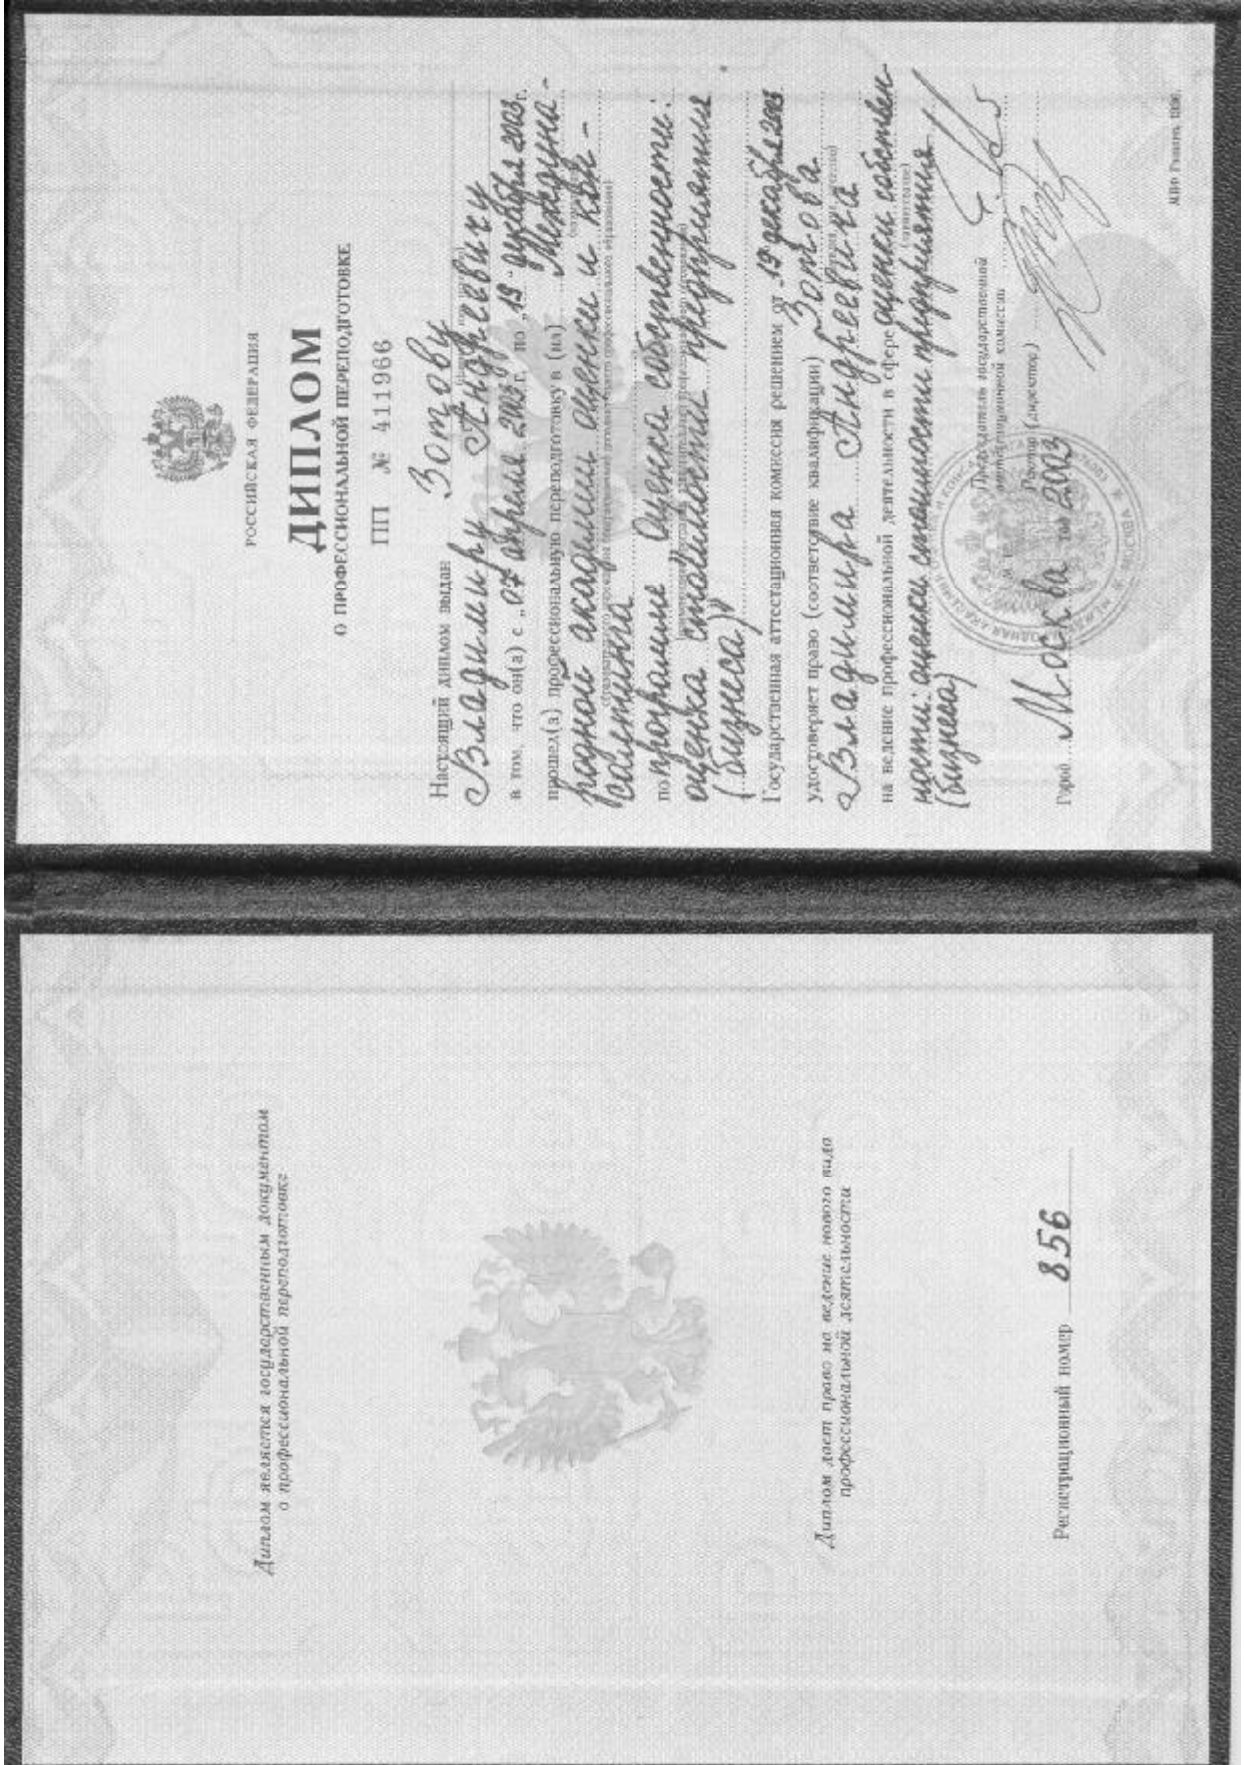 Диплом является государственным документом
о профессиональной переподготовке
Диплом дает право на ведение нового вида
профессиональной деятельности
Регистрационный номер 856
РОССИЙСКАЯ ФЕДЕРАЦИЯ
ДИПЛОМ
О ПРОФЕССИОНАЛЬНОЙ ПЕРЕПОДГОТОВКЕ
ПП № 411966
Настоящий диплом выдан Зотову
Владимиру Андреевичу
в том, что он(а) с „07“ апреля 2003 г. по „19“ декабря 2003 г.
прошел(а) профессиональную переподготовку в (на) Междуна-
родной академии оценки и кон-
салтинга
по программе Оценка собственности:
оценка стоимости предприятия
(бизнеса)
Государственная аттестационная комиссия решением от „19“ декабря 2003
удостоверяет право (соответствие квалификации) Зотова
Владимира Андреевича
на ведение профессиональной деятельности в сфере оценки собствен-
ности: оценки стоимости предприятия
(бизнеса)
Председатель государственной
аттестационной комиссии
Ректор (директор)
Город Москва 2003